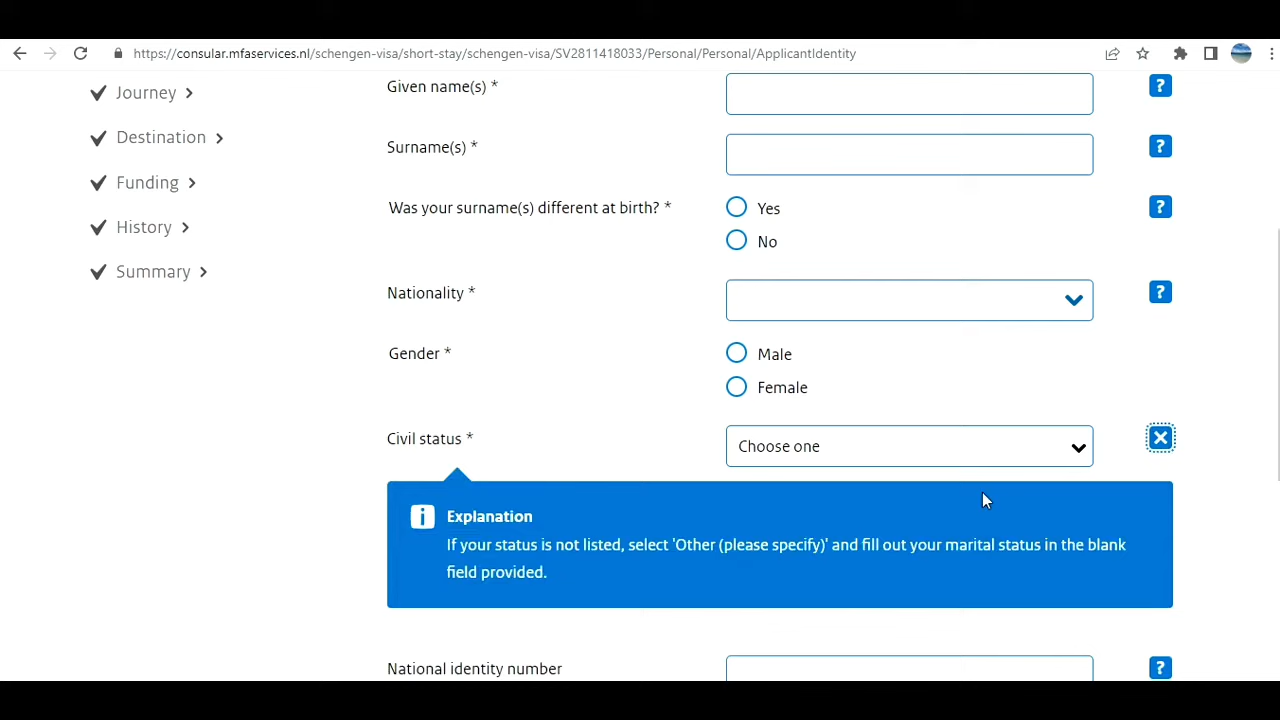 https://consular.mfaservices.nl/schengen-visa/short-stay/schengen-visa/SV2811418033/Personal/Personal/ApplicantIdentity
Journey
Destination
Funding
History
Summary
Given name(s) *
Surname(s) *
Was your surname(s) different at birth? *
Yes
No
Nationality *
Gender *
Male
Female
Civil status *
Choose one
Explanation
If your status is not listed, select 'Other (please specify)' and fill out your marital status in the blank
field provided.
National identity number